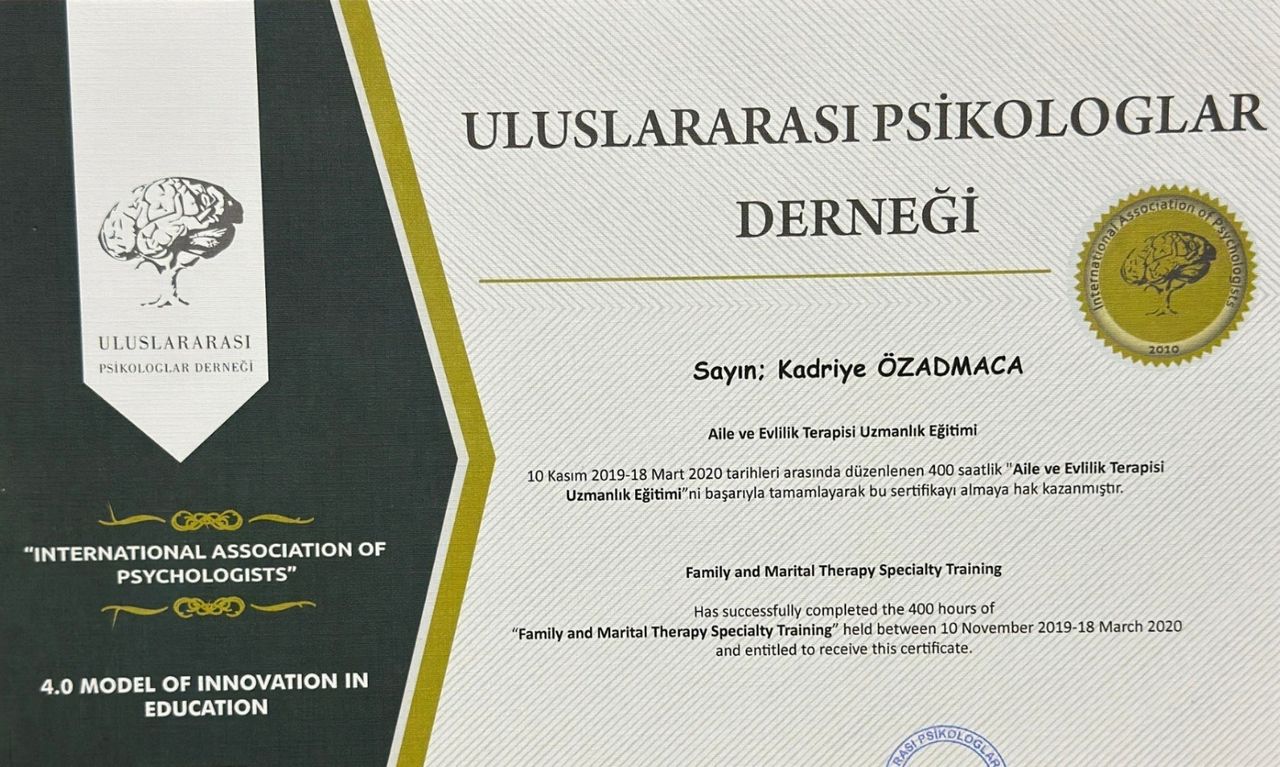 ULUSLARARASI
PSİKOLOGLAR DERNEĞİ
“INTERNATIONAL ASSOCIATION OF
PSYCHOLOGISTS”
4.0 MODEL OF INNOVATION IN
EDUCATION
ULUSLARARASI PSİKOLOGLAR
DERNEĞİ
International Association of Psychologists
2010
Sayın; Kadriye ÖZADMACA
Aile ve Evlilik Terapisi Uzmanlık Eğitimi
10 Kasım 2019-18 Mart 2020 tarihleri arasında düzenlenen 400 saatlik "Aile ve Evlilik Terapisi
Uzmanlık Eğitimi”ni başarıyla tamamlayarak bu sertifikayı almaya hak kazanmıştır.
Family and Marital Therapy Specialty Training
Has successfully completed the 400 hours of
“Family and Marital Therapy Specialty Training” held between 10 November 2019-18 March 2020
and entitled to receive this certificate.
RASI PSİKOLOGLAR